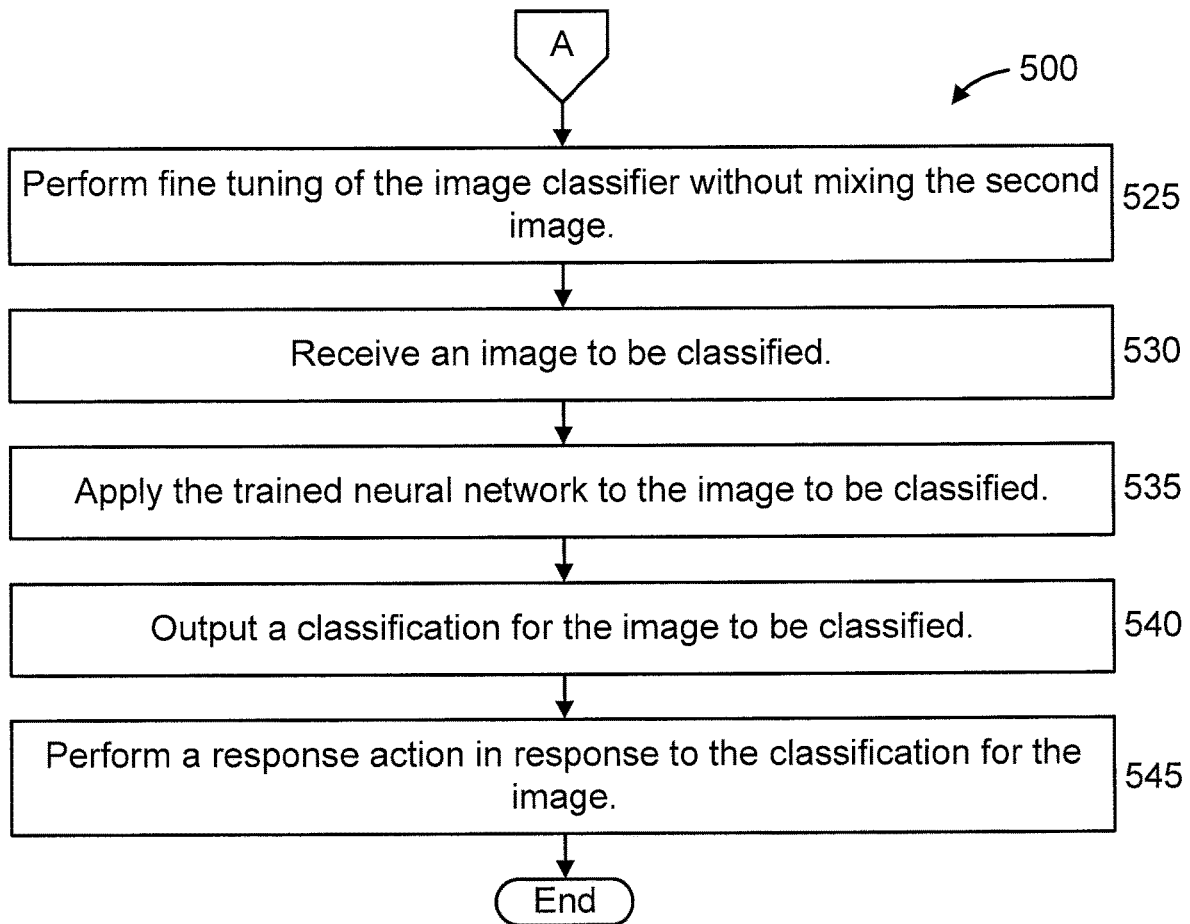 A
500
Perform fine tuning of the image classifier without mixing the second
image.
525
Receive an image to be classified.
530
Apply the trained neural network to the image to be classified.
535
Output a classification for the image to be classified.
540
Perform a response action in response to the classification for the
image.
545
End